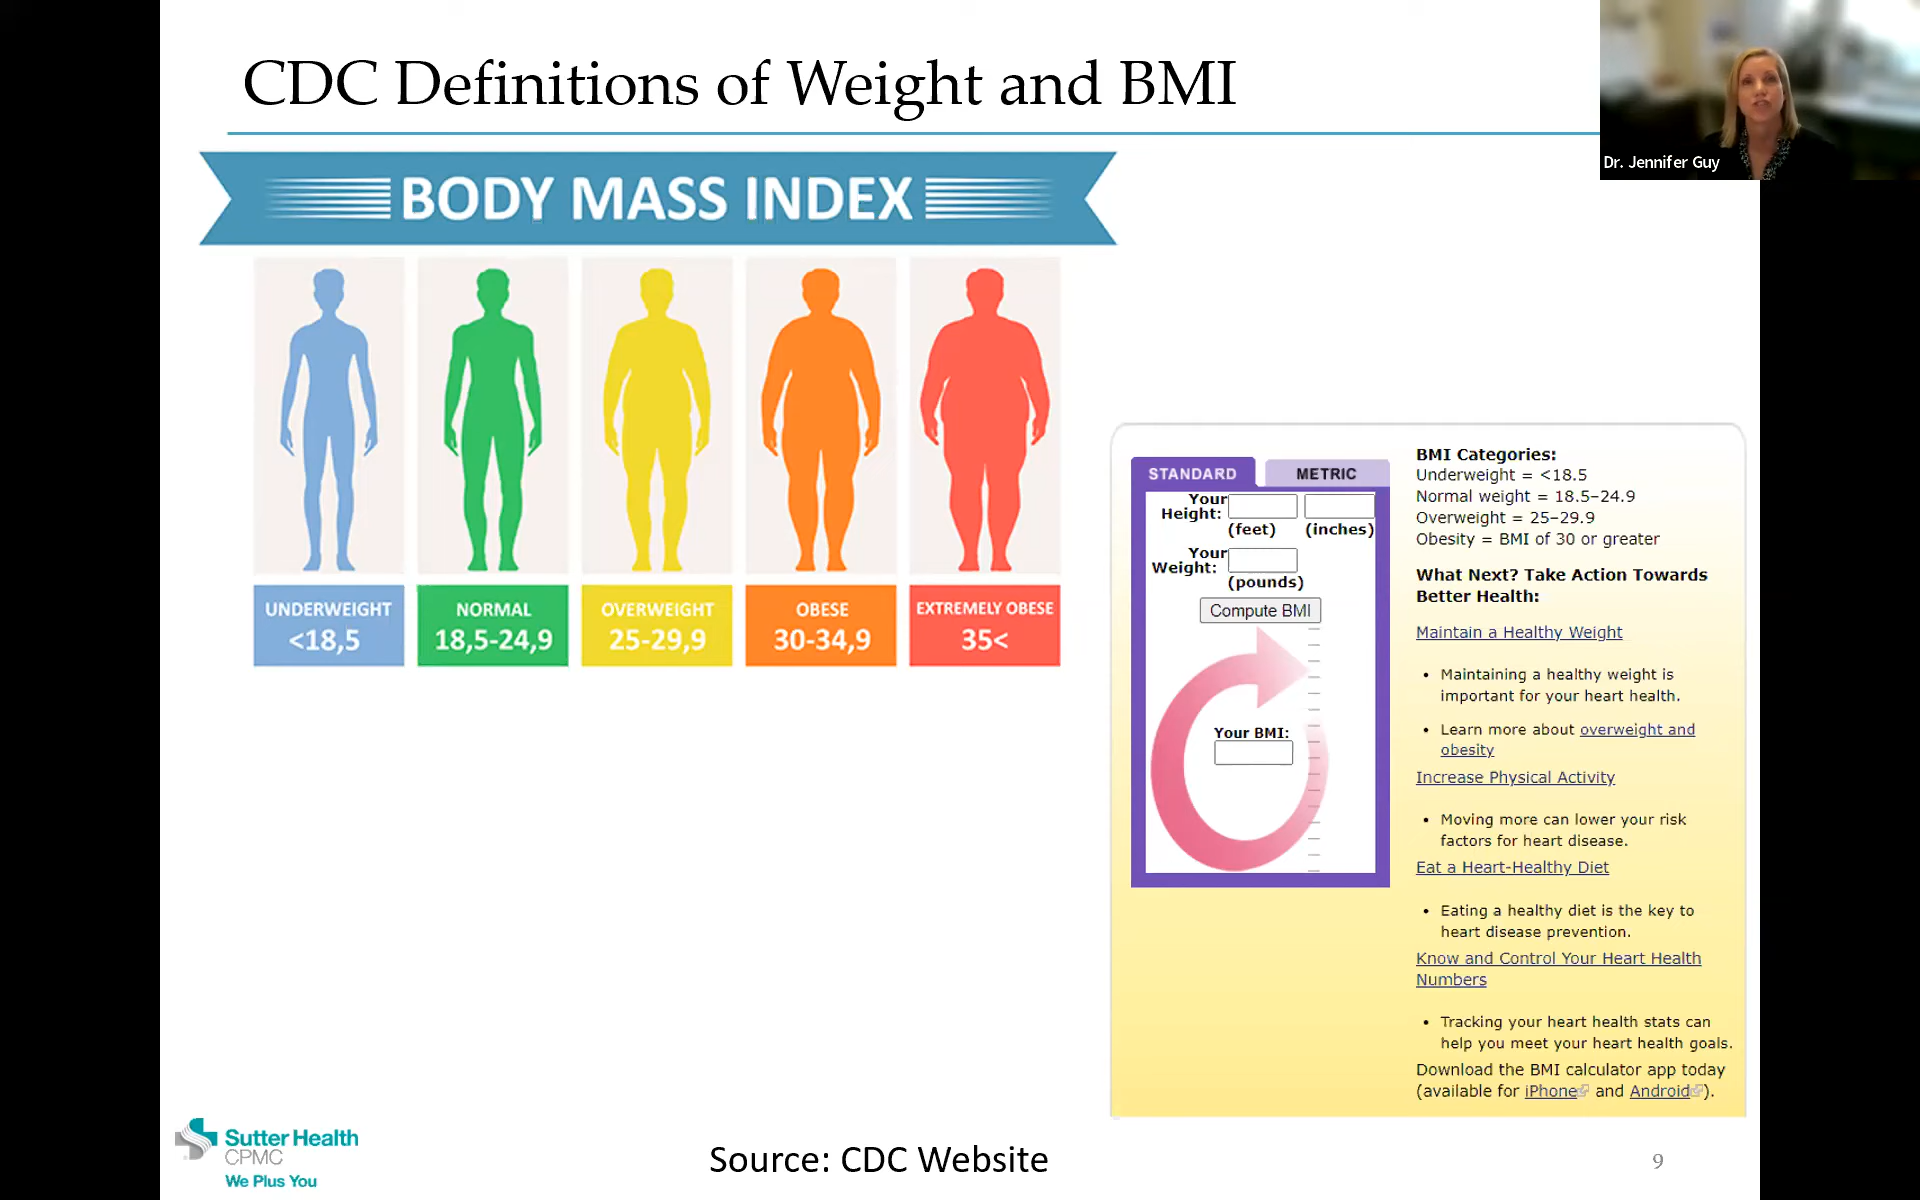 CDC Definitions of Weight and BMI
Dr. Jennifer Guy
BODY MASS INDEX
UNDERWEIGHT
<18,5
NORMAL
18,5-24,9
OVERWEIGHT
25-29,9
OBESE
30-34,9
EXTREMELY OBESE
35<
STANDARD
METRIC
Your
Height:
(feet)
(inches)
Your
Weight:
(pounds)
Compute BMI
Your BMI:
BMI Categories:
Underweight = <18.5
Normal weight = 18.5–24.9
Overweight = 25–29.9
Obesity = BMI of 30 or greater
What Next? Take Action Towards
Better Health:
Maintain a Healthy Weight
• Maintaining a healthy weight is
important for your heart health.
• Learn more about overweight and
obesity
Increase Physical Activity
• Moving more can lower your risk
factors for heart disease.
Eat a Heart-Healthy Diet
• Eating a healthy diet is the key to
heart disease prevention.
Know and Control Your Heart Health
Numbers
• Tracking your heart health stats can
help you meet your heart health goals.
Download the BMI calculator app today
(available for iPhone and Android).
Sutter Health
CPMC
We Plus You
Source: CDC Website
9